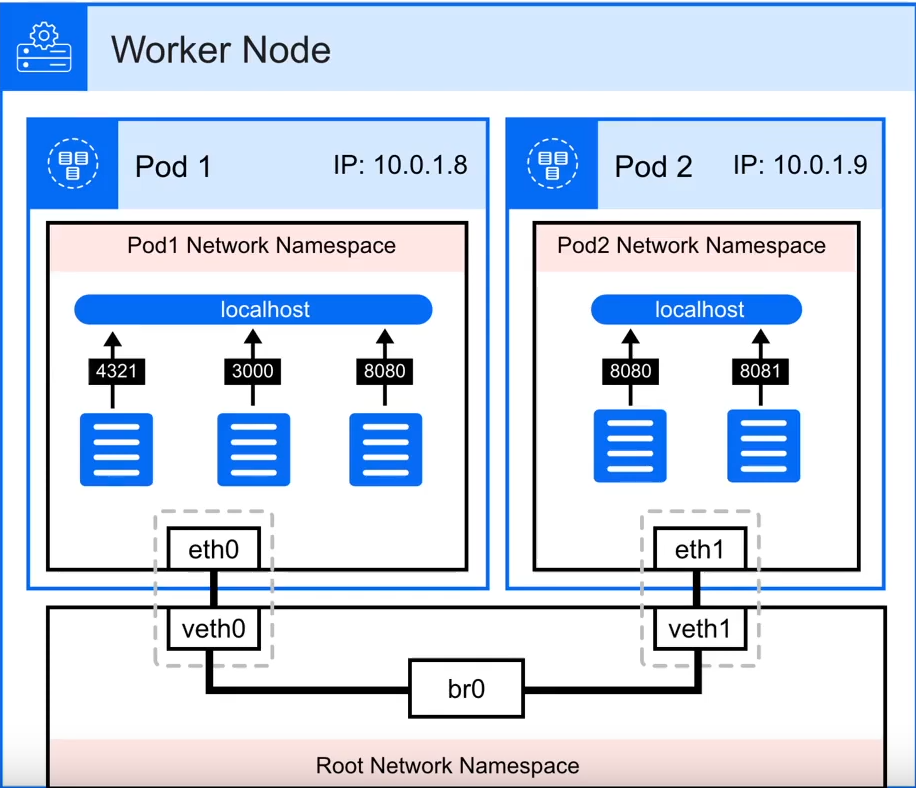 Worker Node
Pod 1 IP: 10.0.1.8
Pod 2 IP: 10.0.1.9
Pod1 Network Namespace
Pod2 Network Namespace
localhost
localhost
4321 3000 8080
8080 8081
eth0
eth1
veth0
veth1
br0
Root Network Namespace